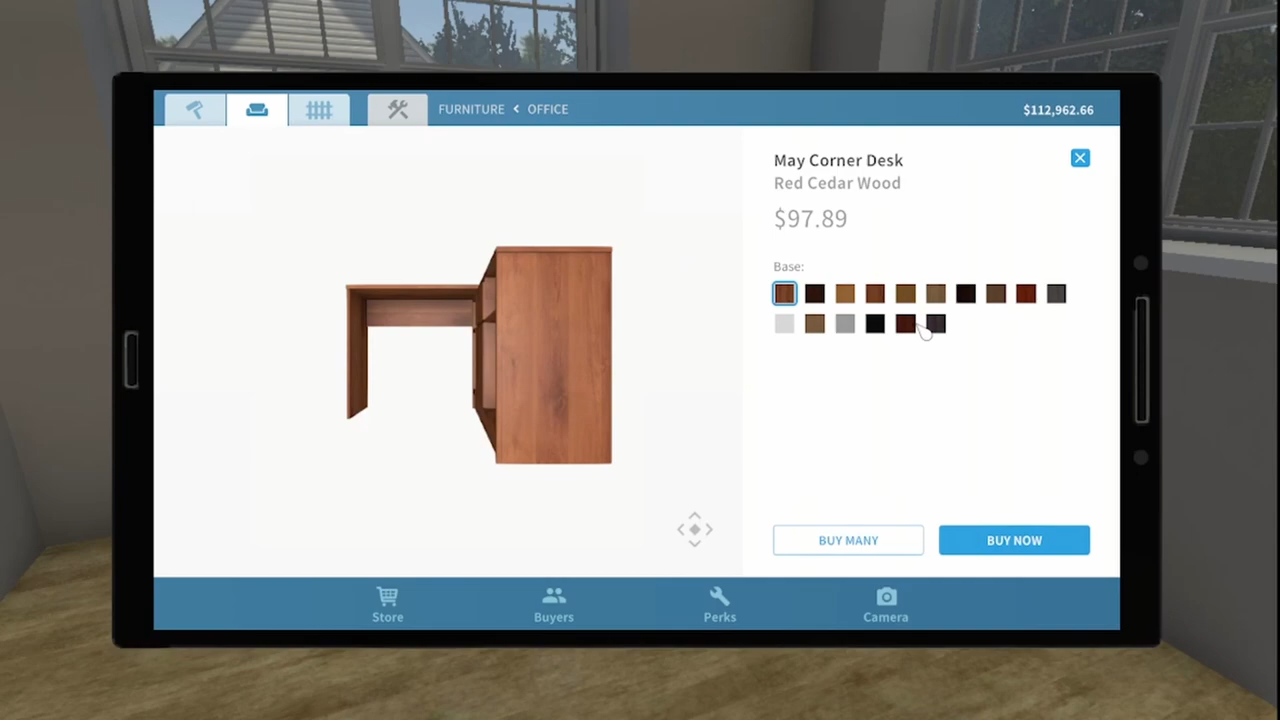 FURNITURE < OFFICE
$112,962.66
May Corner Desk
Red Cedar Wood
$97.89
Base:
BUY MANY
BUY NOW
Store
Buyers
Perks
Camera